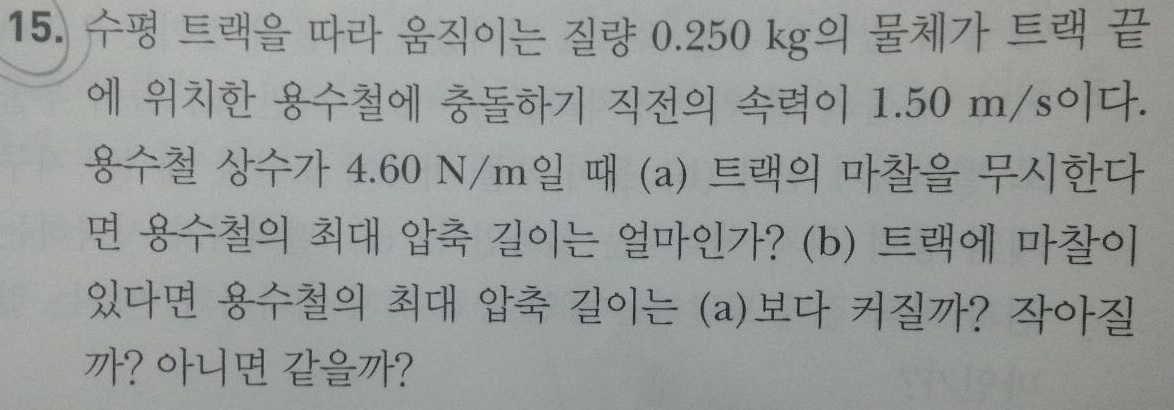 15. 수평 트랙을 따라 움직이는 질량 0.250 kg의 물체가 트랙 끝
에 위치한 용수철에 충돌하기 직전의 속력이 1.50 m/s이다.
용수철 상수가 4.60 N/m일 때 (a) 트랙의 마찰을 무시한다
면 용수철의 최대 압축 길이는 얼마인가? (b) 트랙에 마찰이
있다면 용수철의 최대 압축 길이는 (a)보다 커질까? 작아질
까? 아니면 같을까?